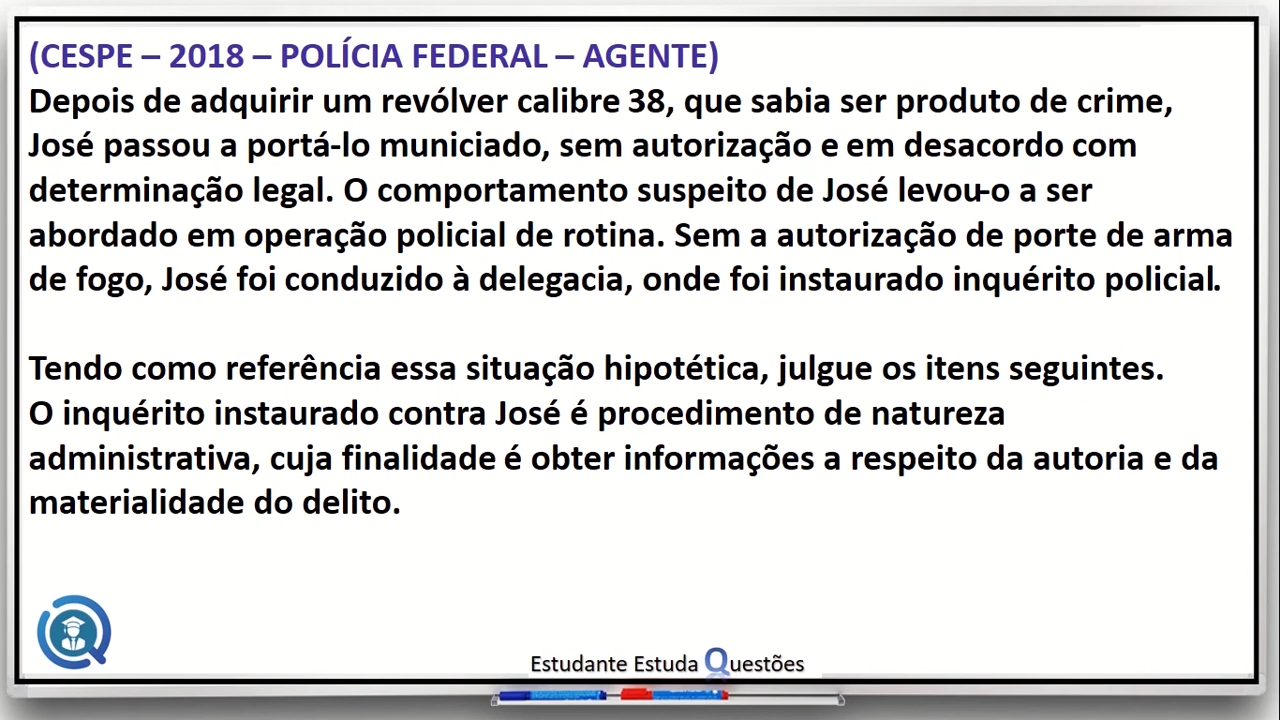 (CESPE – 2018 – POLÍCIA FEDERAL – AGENTE)
Depois de adquirir um revólver calibre 38, que sabia ser produto de crime,
José passou a portá-lo municiado, sem autorização e em desacordo com
determinação legal. O comportamento suspeito de José levou-o a ser
abordado em operação policial de rotina. Sem a autorização de porte de arma
de fogo, José foi conduzido à delegacia, onde foi instaurado inquérito policial.
Tendo como referência essa situação hipotética, julgue os itens seguintes.
O inquérito instaurado contra José é procedimento de natureza
administrativa, cuja finalidade é obter informações a respeito da autoria e da
materialidade do delito.
Estudante Estuda Questões